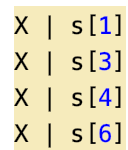 X | s[1]
X | s[3]
X | s[4]
X | s[6]